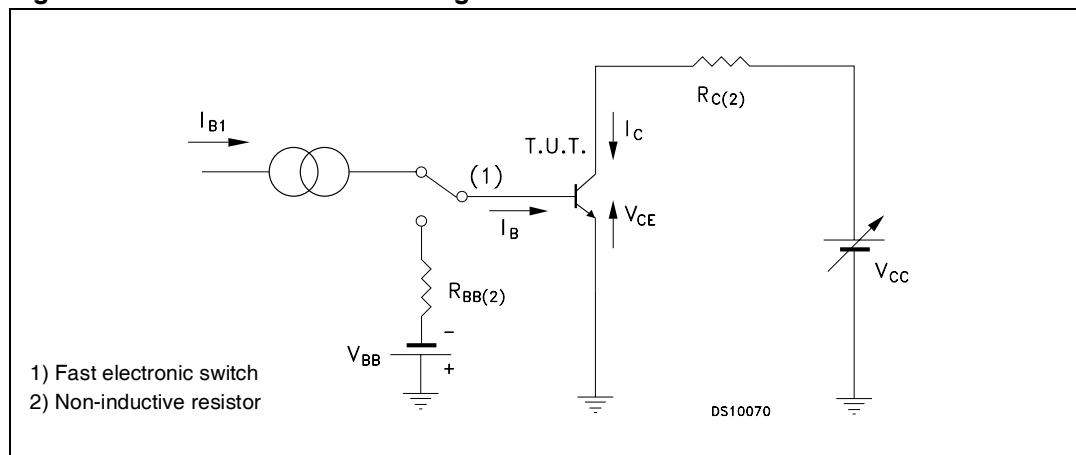 R_C(2)
I_B1
I_C
T.U.T.
(1)
V_CE
I_B
V_CC
R_BB(2)
−
V_BB
+
1) Fast electronic switch
2) Non-inductive resistor
DS10070